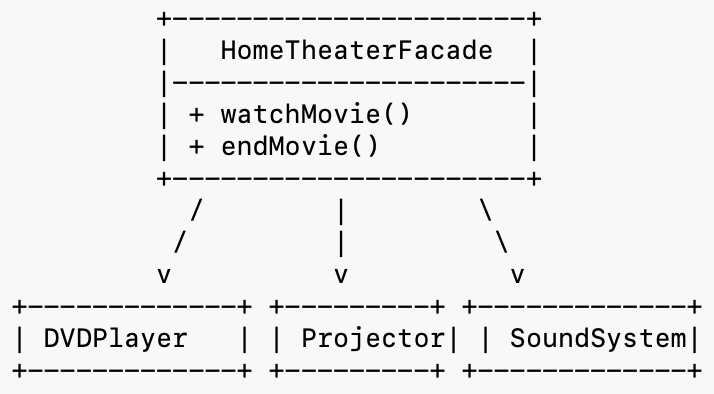 +----------------------+
|   HomeTheaterFacade  |
|----------------------|
| + watchMovie()       |
| + endMovie()         |
+----------------------+
/        |        \
/         |         \
v          v          v
+-------------+ +---------+ +-------------+
| DVDPlayer   | | Projector| | SoundSystem|
+-------------+ +---------+ +-------------+